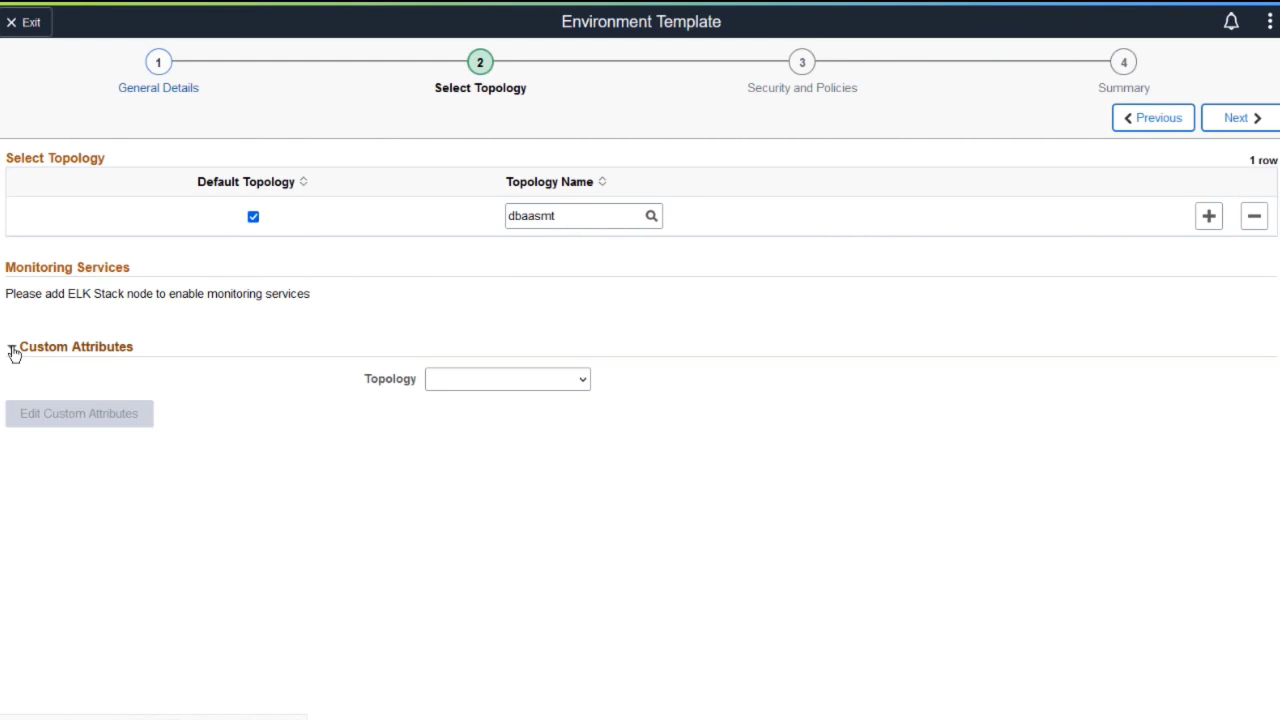 Exit
Environment Template
1
2
3
4
General Details
Select Topology
Security and Policies
Summary
Previous
Next
Select Topology
1 row
Default Topology
Topology Name
dbaasmt
Monitoring Services
Please add ELK Stack node to enable monitoring services
Custom Attributes
Topology
Edit Custom Attributes